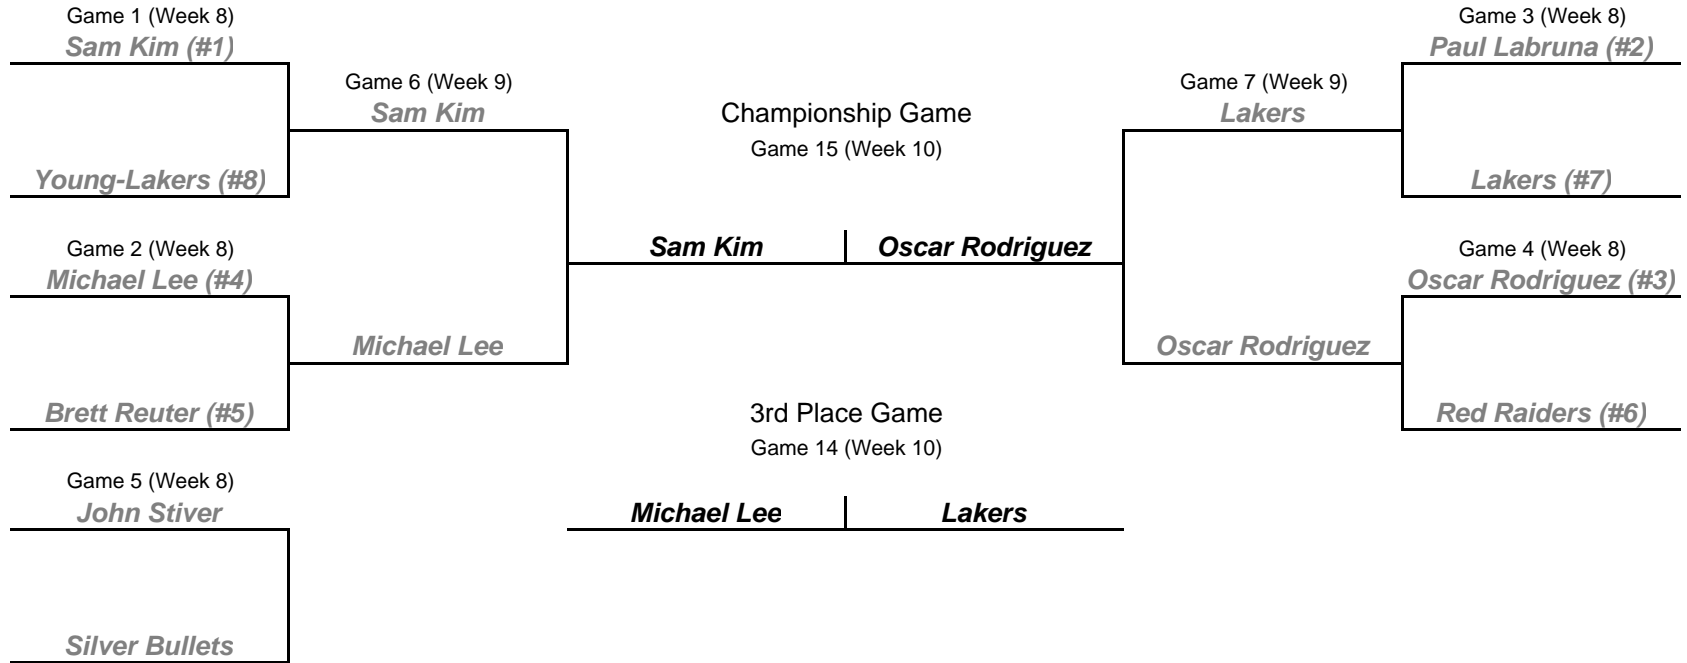 Game 1 (Week 8)
Sam Kim (#1)
Young-Lakers (#8)
Game 2 (Week 8)
Michael Lee (#4)
Brett Reuter (#5)
Game 5 (Week 8)
John Stiver
Silver Bullets
Game 6 (Week 9)
Sam Kim
Michael Lee
Championship Game
Game 15 (Week 10)
Sam Kim
Oscar Rodriguez
3rd Place Game
Game 14 (Week 10)
Michael Lee
Lakers
Game 7 (Week 9)
Lakers
Oscar Rodriguez
Game 3 (Week 8)
Paul Labruna (#2)
Lakers (#7)
Game 4 (Week 8)
Oscar Rodriguez (#3)
Red Raiders (#6)